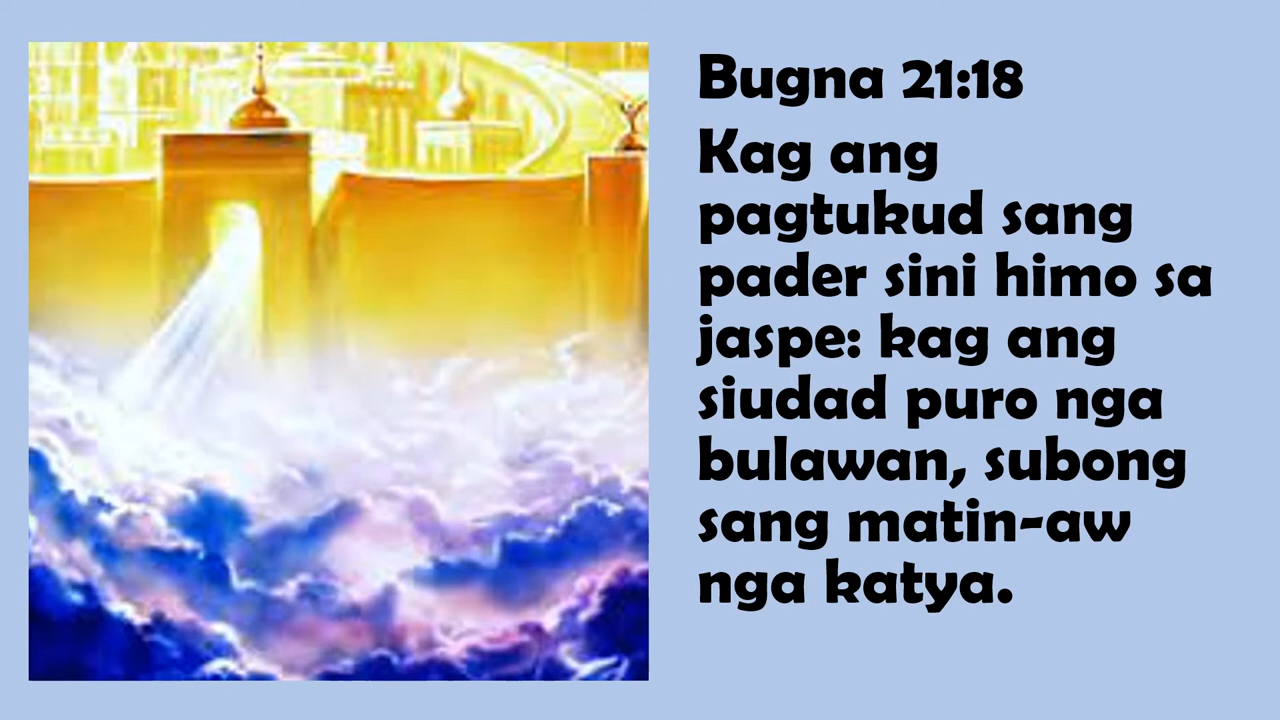 Bugna 21:18
Kag ang
pagtukud sang
pader sini himo sa
jaspe: kag ang
siudad puro nga
bulawan, subong
sang matin-aw
nga katya.